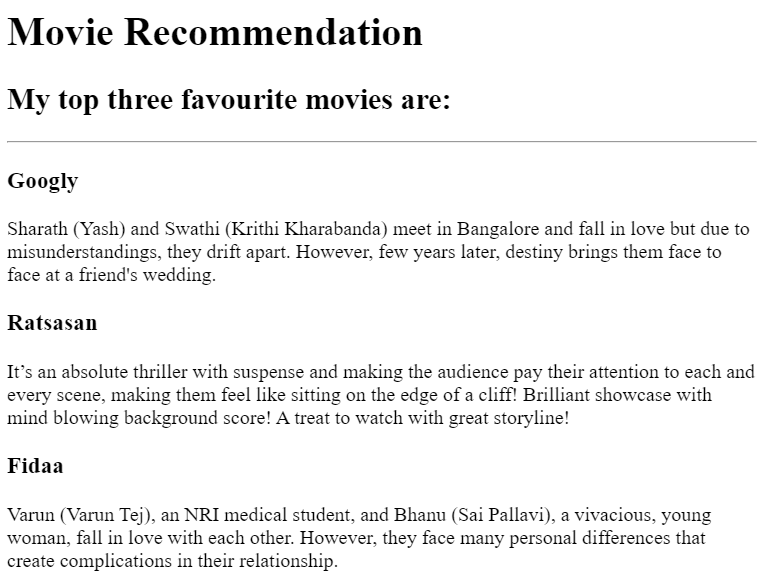 Movie Recommendation
My top three favourite movies are:
Googly
Sharath (Yash) and Swathi (Krithi Kharabanda) meet in Bangalore and fall in love but due to
misunderstandings, they drift apart. However, few years later, destiny brings them face to
face at a friend's wedding.
Ratsasan
It’s an absolute thriller with suspense and making the audience pay their attention to each and
every scene, making them feel like sitting on the edge of a cliff! Brilliant showcase with
mind blowing background score! A treat to watch with great storyline!
Fidaa
Varun (Varun Tej), an NRI medical student, and Bhanu (Sai Pallavi), a vivacious, young
woman, fall in love with each other. However, they face many personal differences that
create complications in their relationship.